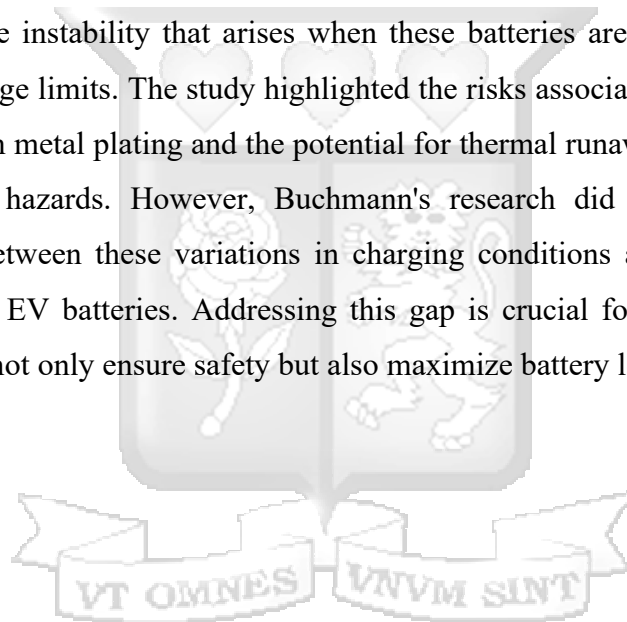 e instability that arises when these batteries are
ge limits. The study highlighted the risks associa
metal plating and the potential for thermal runaw
hazards. However, Buchmann's research did
etween these variations in charging conditions a
EV batteries. Addressing this gap is crucial fo
not only ensure safety but also maximize battery l
VT OMNES VNVM SINT